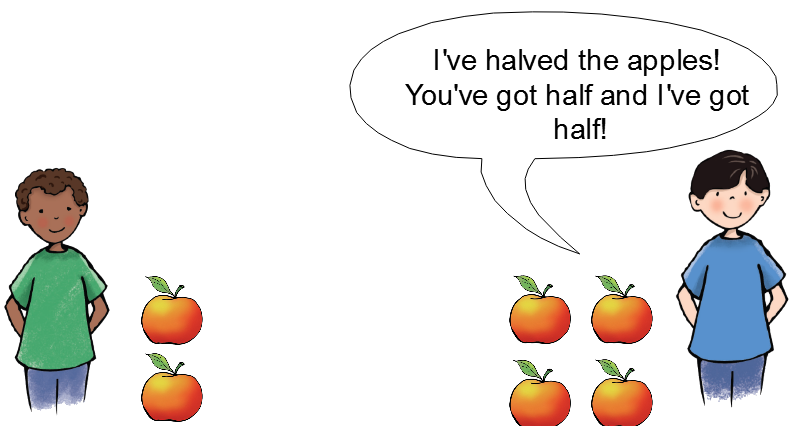 I've halved the apples!
You've got half and I've got
half!